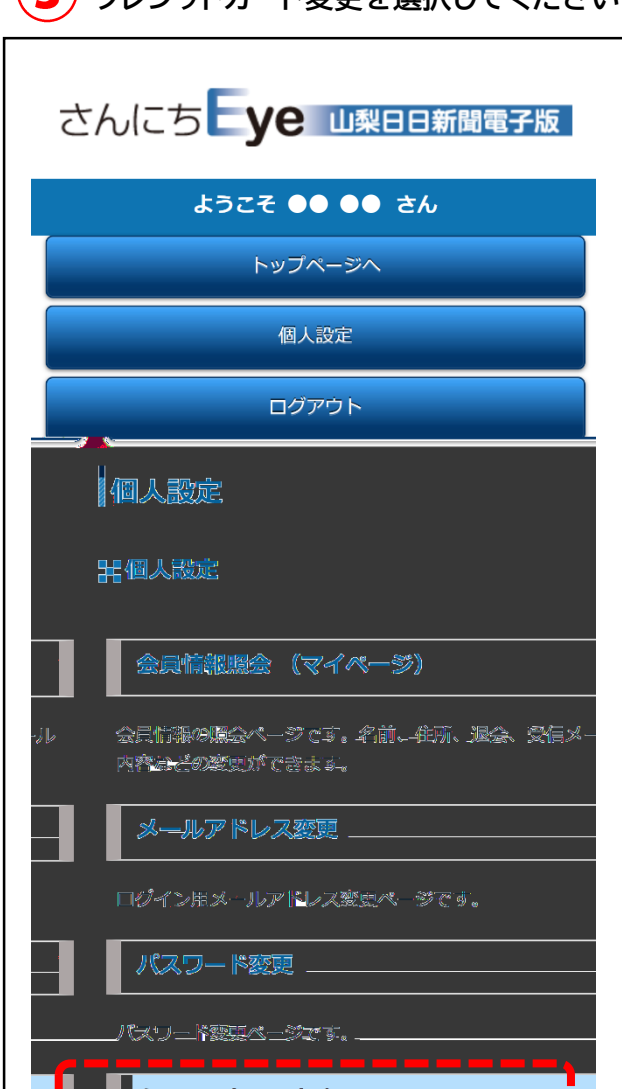 クレジットカード変更を選択してください
さんにちEye 山梨日日新聞電子版
ようこそ ●● ●● さん
トップページへ
個人設定
ログアウト
個人設定
個人設定
会員情報照会 （マイページ）
ール
会員情報の照会ページです。名前、住所、退会、受信メー
内容などの変更ができます。
メールアドレス変更
ログイン用メールアドレス変更ページです。
パスワード変更
パスワード変更ページです。